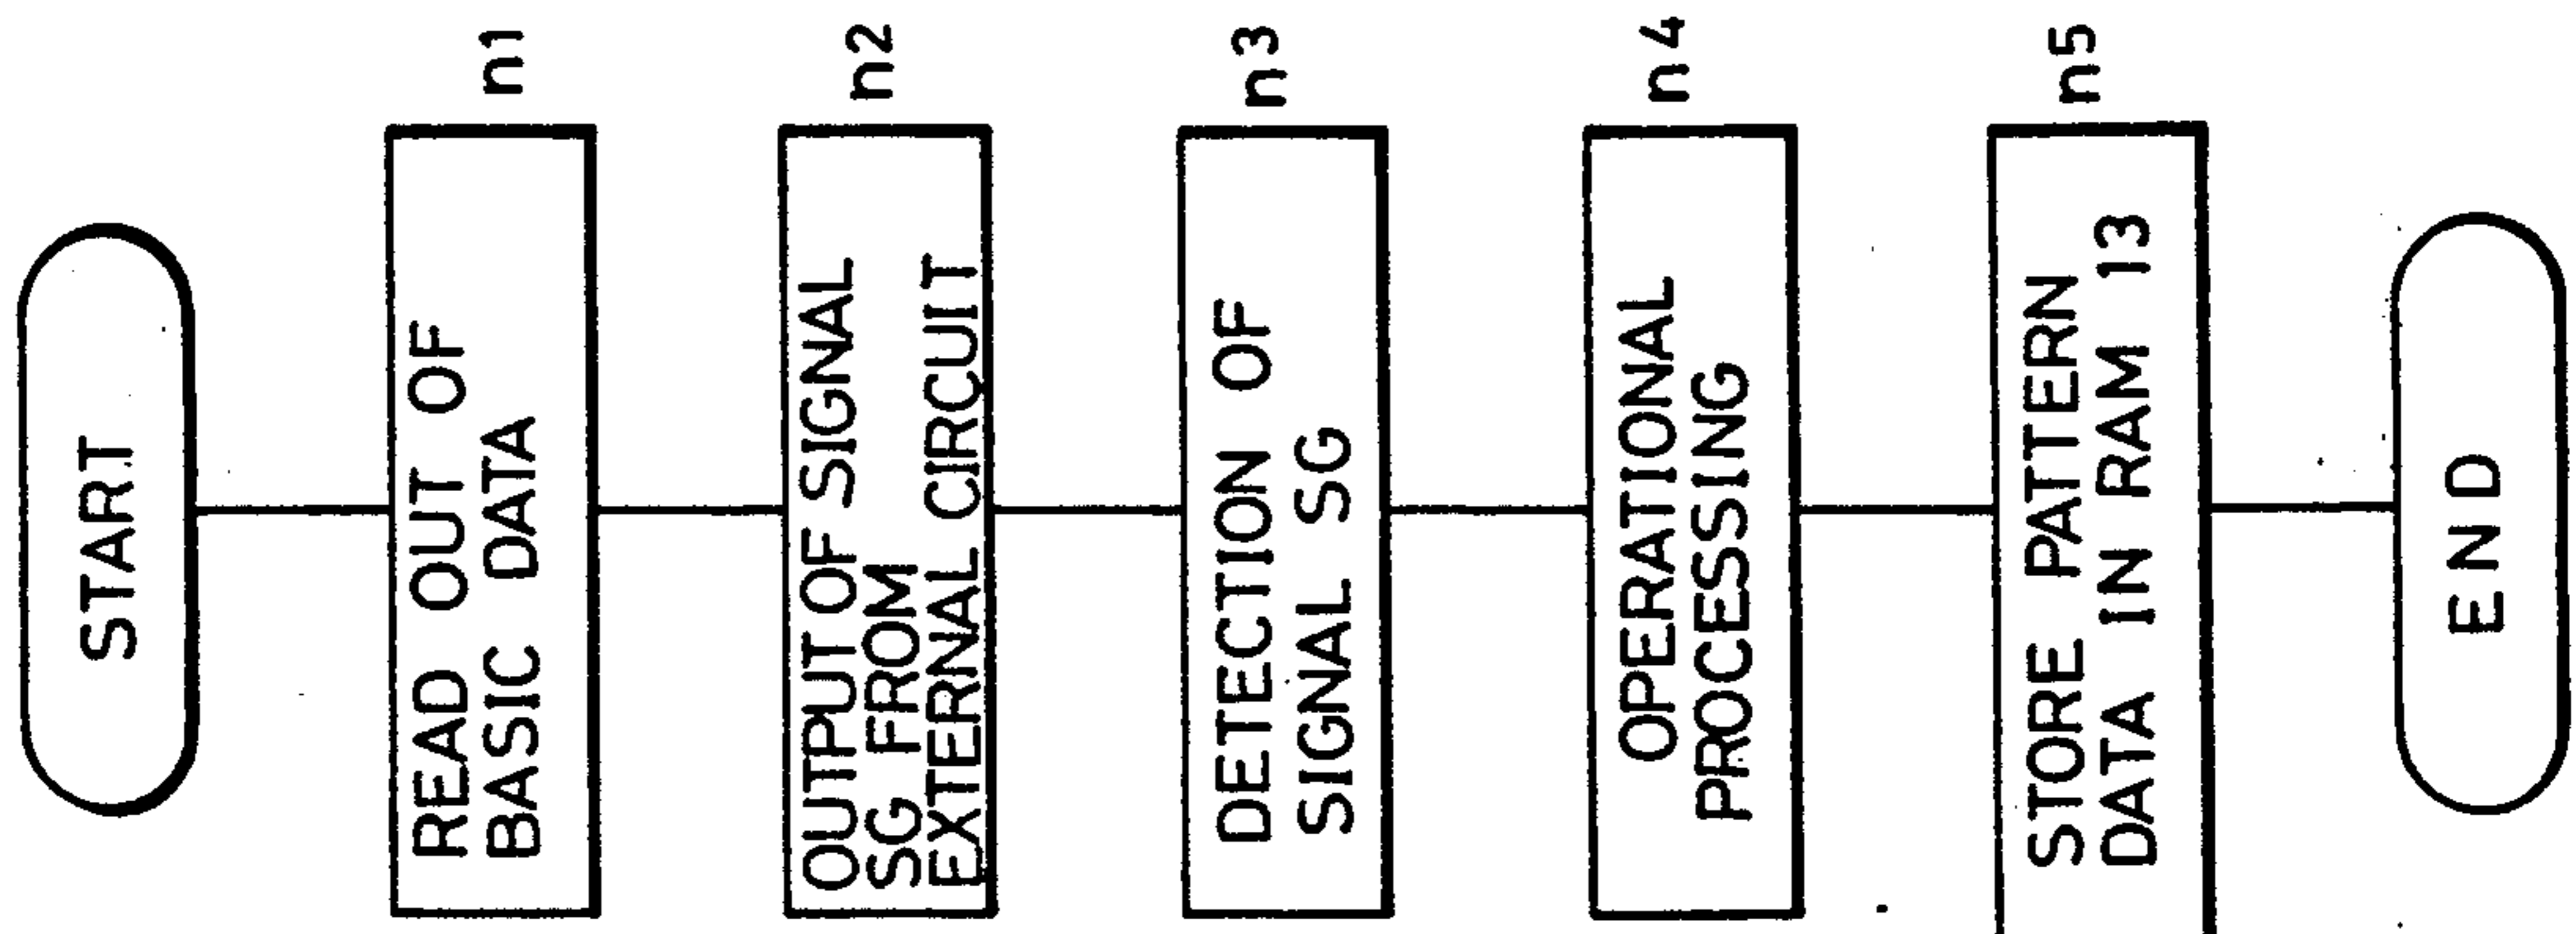 START
READ OUT OF
BASIC DATA
n1
OUTPUT OF SIGNAL
SG FROM
EXTERNAL CIRCUIT
n2
DETECTION OF
SIGNAL SG
n3
OPERATIONAL
PROCESSING
n4
STORE PATTERN
DATA IN RAM 13
n5
END